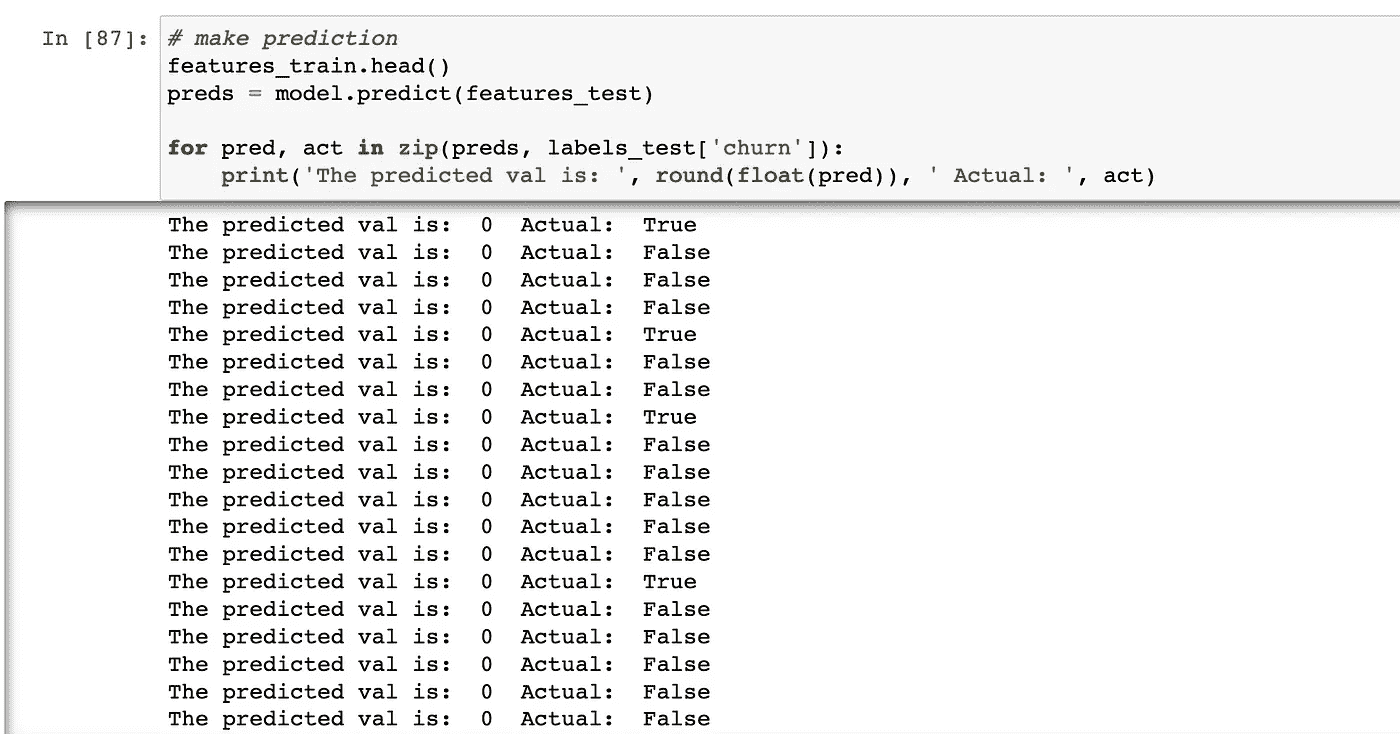 In [87]: # make prediction
features_train.head()
preds = model.predict(features_test)
for pred, act in zip(preds, labels_test['churn']):
    print('The predicted val is: ', round(float(pred)), ' Actual: ', act)
The predicted val is:  0  Actual:  True
The predicted val is:  0  Actual:  False
The predicted val is:  0  Actual:  False
The predicted val is:  0  Actual:  False
The predicted val is:  0  Actual:  True
The predicted val is:  0  Actual:  False
The predicted val is:  0  Actual:  False
The predicted val is:  0  Actual:  True
The predicted val is:  0  Actual:  False
The predicted val is:  0  Actual:  False
The predicted val is:  0  Actual:  False
The predicted val is:  0  Actual:  False
The predicted val is:  0  Actual:  False
The predicted val is:  0  Actual:  True
The predicted val is:  0  Actual:  False
The predicted val is:  0  Actual:  False
The predicted val is:  0  Actual:  False
The predicted val is:  0  Actual:  False
The predicted val is:  0  Actual:  False